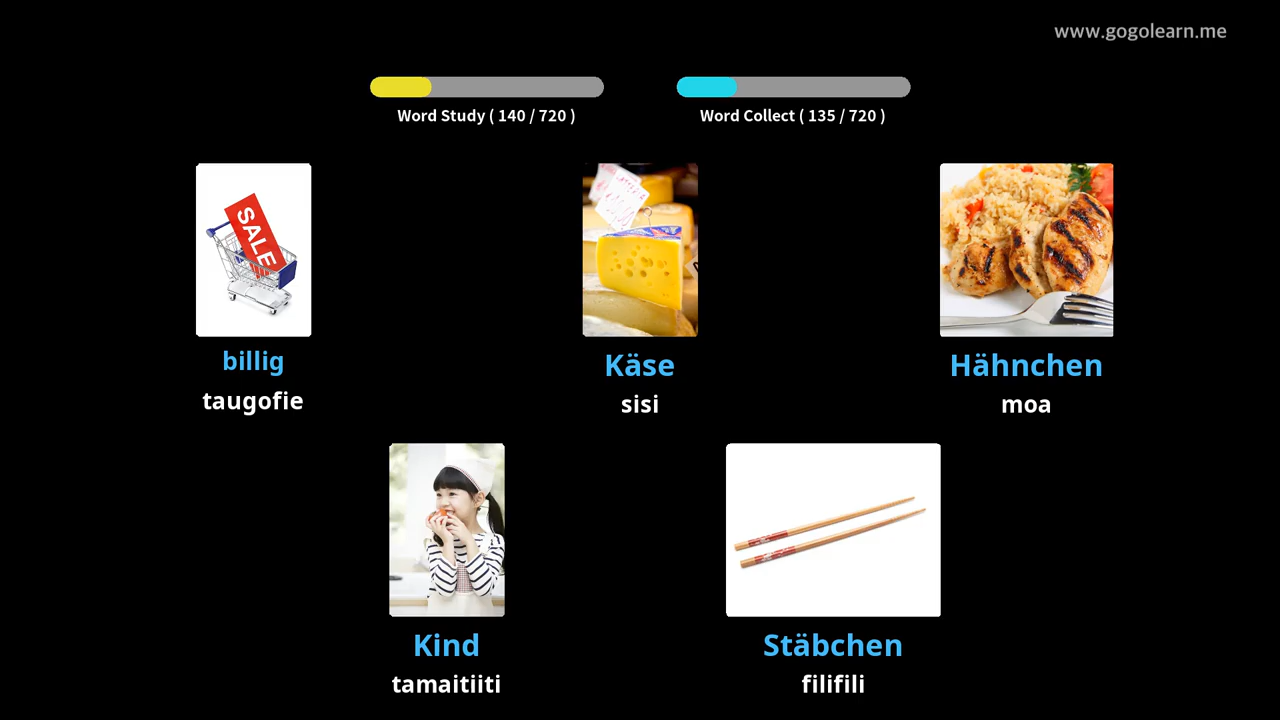 www.gogolearn.me
Word Study ( 140 / 720 )
Word Collect ( 135 / 720 )
SALE
billig
taugofie
Käse
sisi
Hähnchen
moa
Kind
tamaitiiti
Stäbchen
filifili